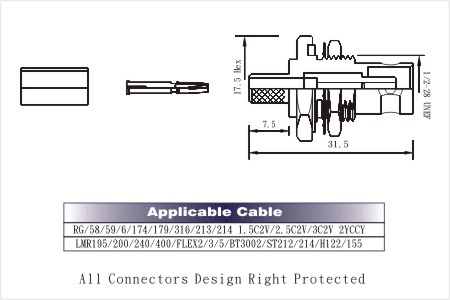 17.5 Hex
1/2-28 UNEF
7.5
31.5
Applicable Cable
RG/58/59/6/174/179/316/213/214 1.5C2V/2.5C2V/3C2V 2YCCY
LMR195/200/240/400/FLEX2/3/5/BT3002/ST212/214/H122/155
All Connectors Design Right Protected